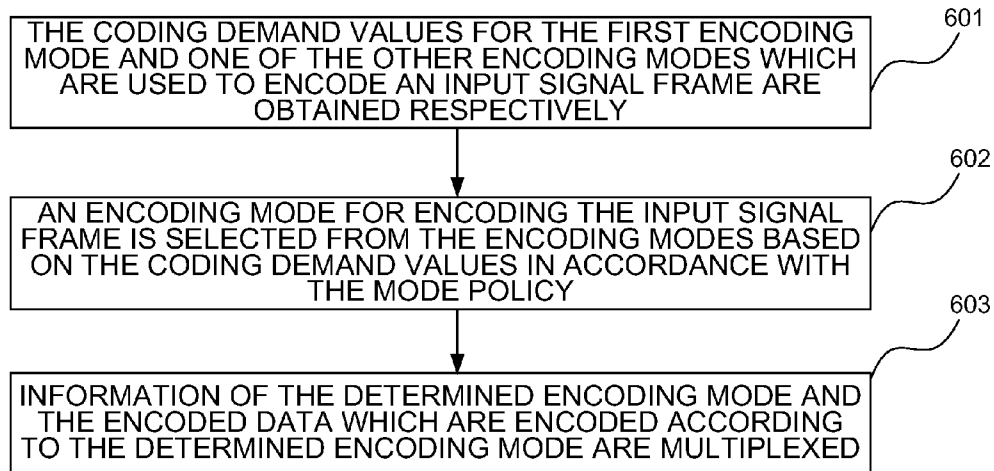 THE CODING DEMAND VALUES FOR THE FIRST ENCODING
MODE AND ONE OF THE OTHER ENCODING MODES WHICH
ARE USED TO ENCODE AN INPUT SIGNAL FRAME ARE
OBTAINED RESPECTIVELY
601
AN ENCODING MODE FOR ENCODING THE INPUT SIGNAL
FRAME IS SELECTED FROM THE ENCODING MODES BASED
ON THE CODING DEMAND VALUES IN ACCORDANCE WITH
THE MODE POLICY
602
INFORMATION OF THE DETERMINED ENCODING MODE AND
THE ENCODED DATA WHICH ARE ENCODED ACCORDING
TO THE DETERMINED ENCODING MODE ARE MULTIPLEXED
603